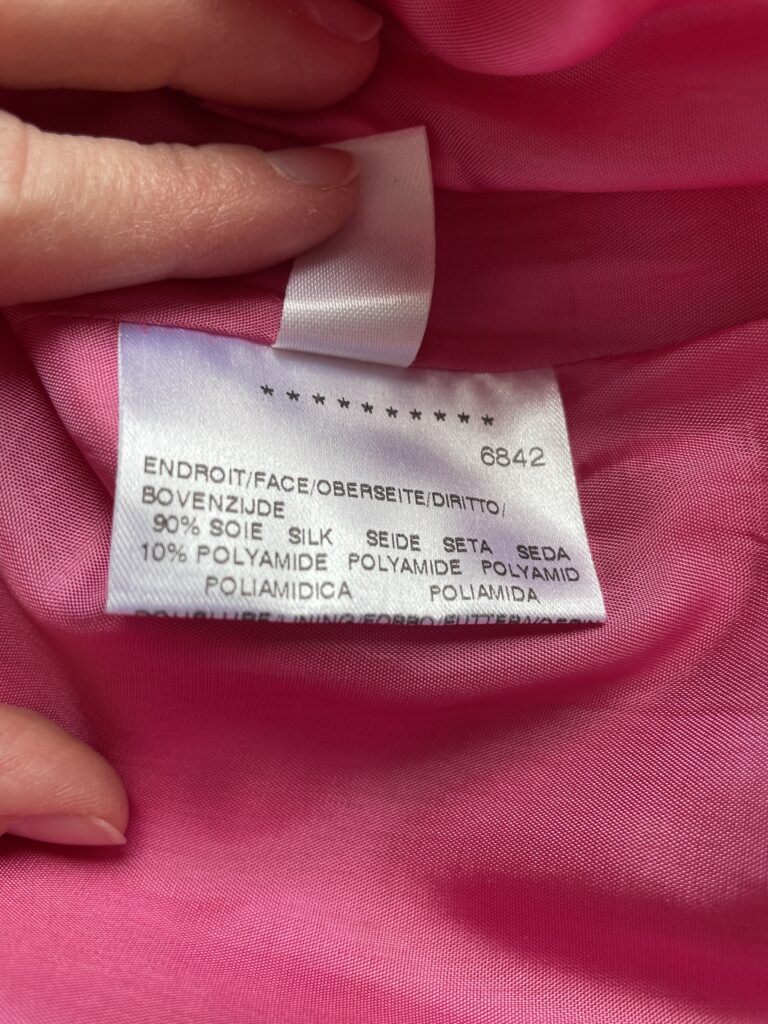 * * * * * * * * * *
6842
ENDROIT/FACE/OBERSEITE/DIRITTO/
BOVENZIJDE
90% SOIE SILK SEIDE SETA SEDA
10% POLYAMIDE POLYAMIDE POLYAMID
POLIAMIDICA POLIAMIDA